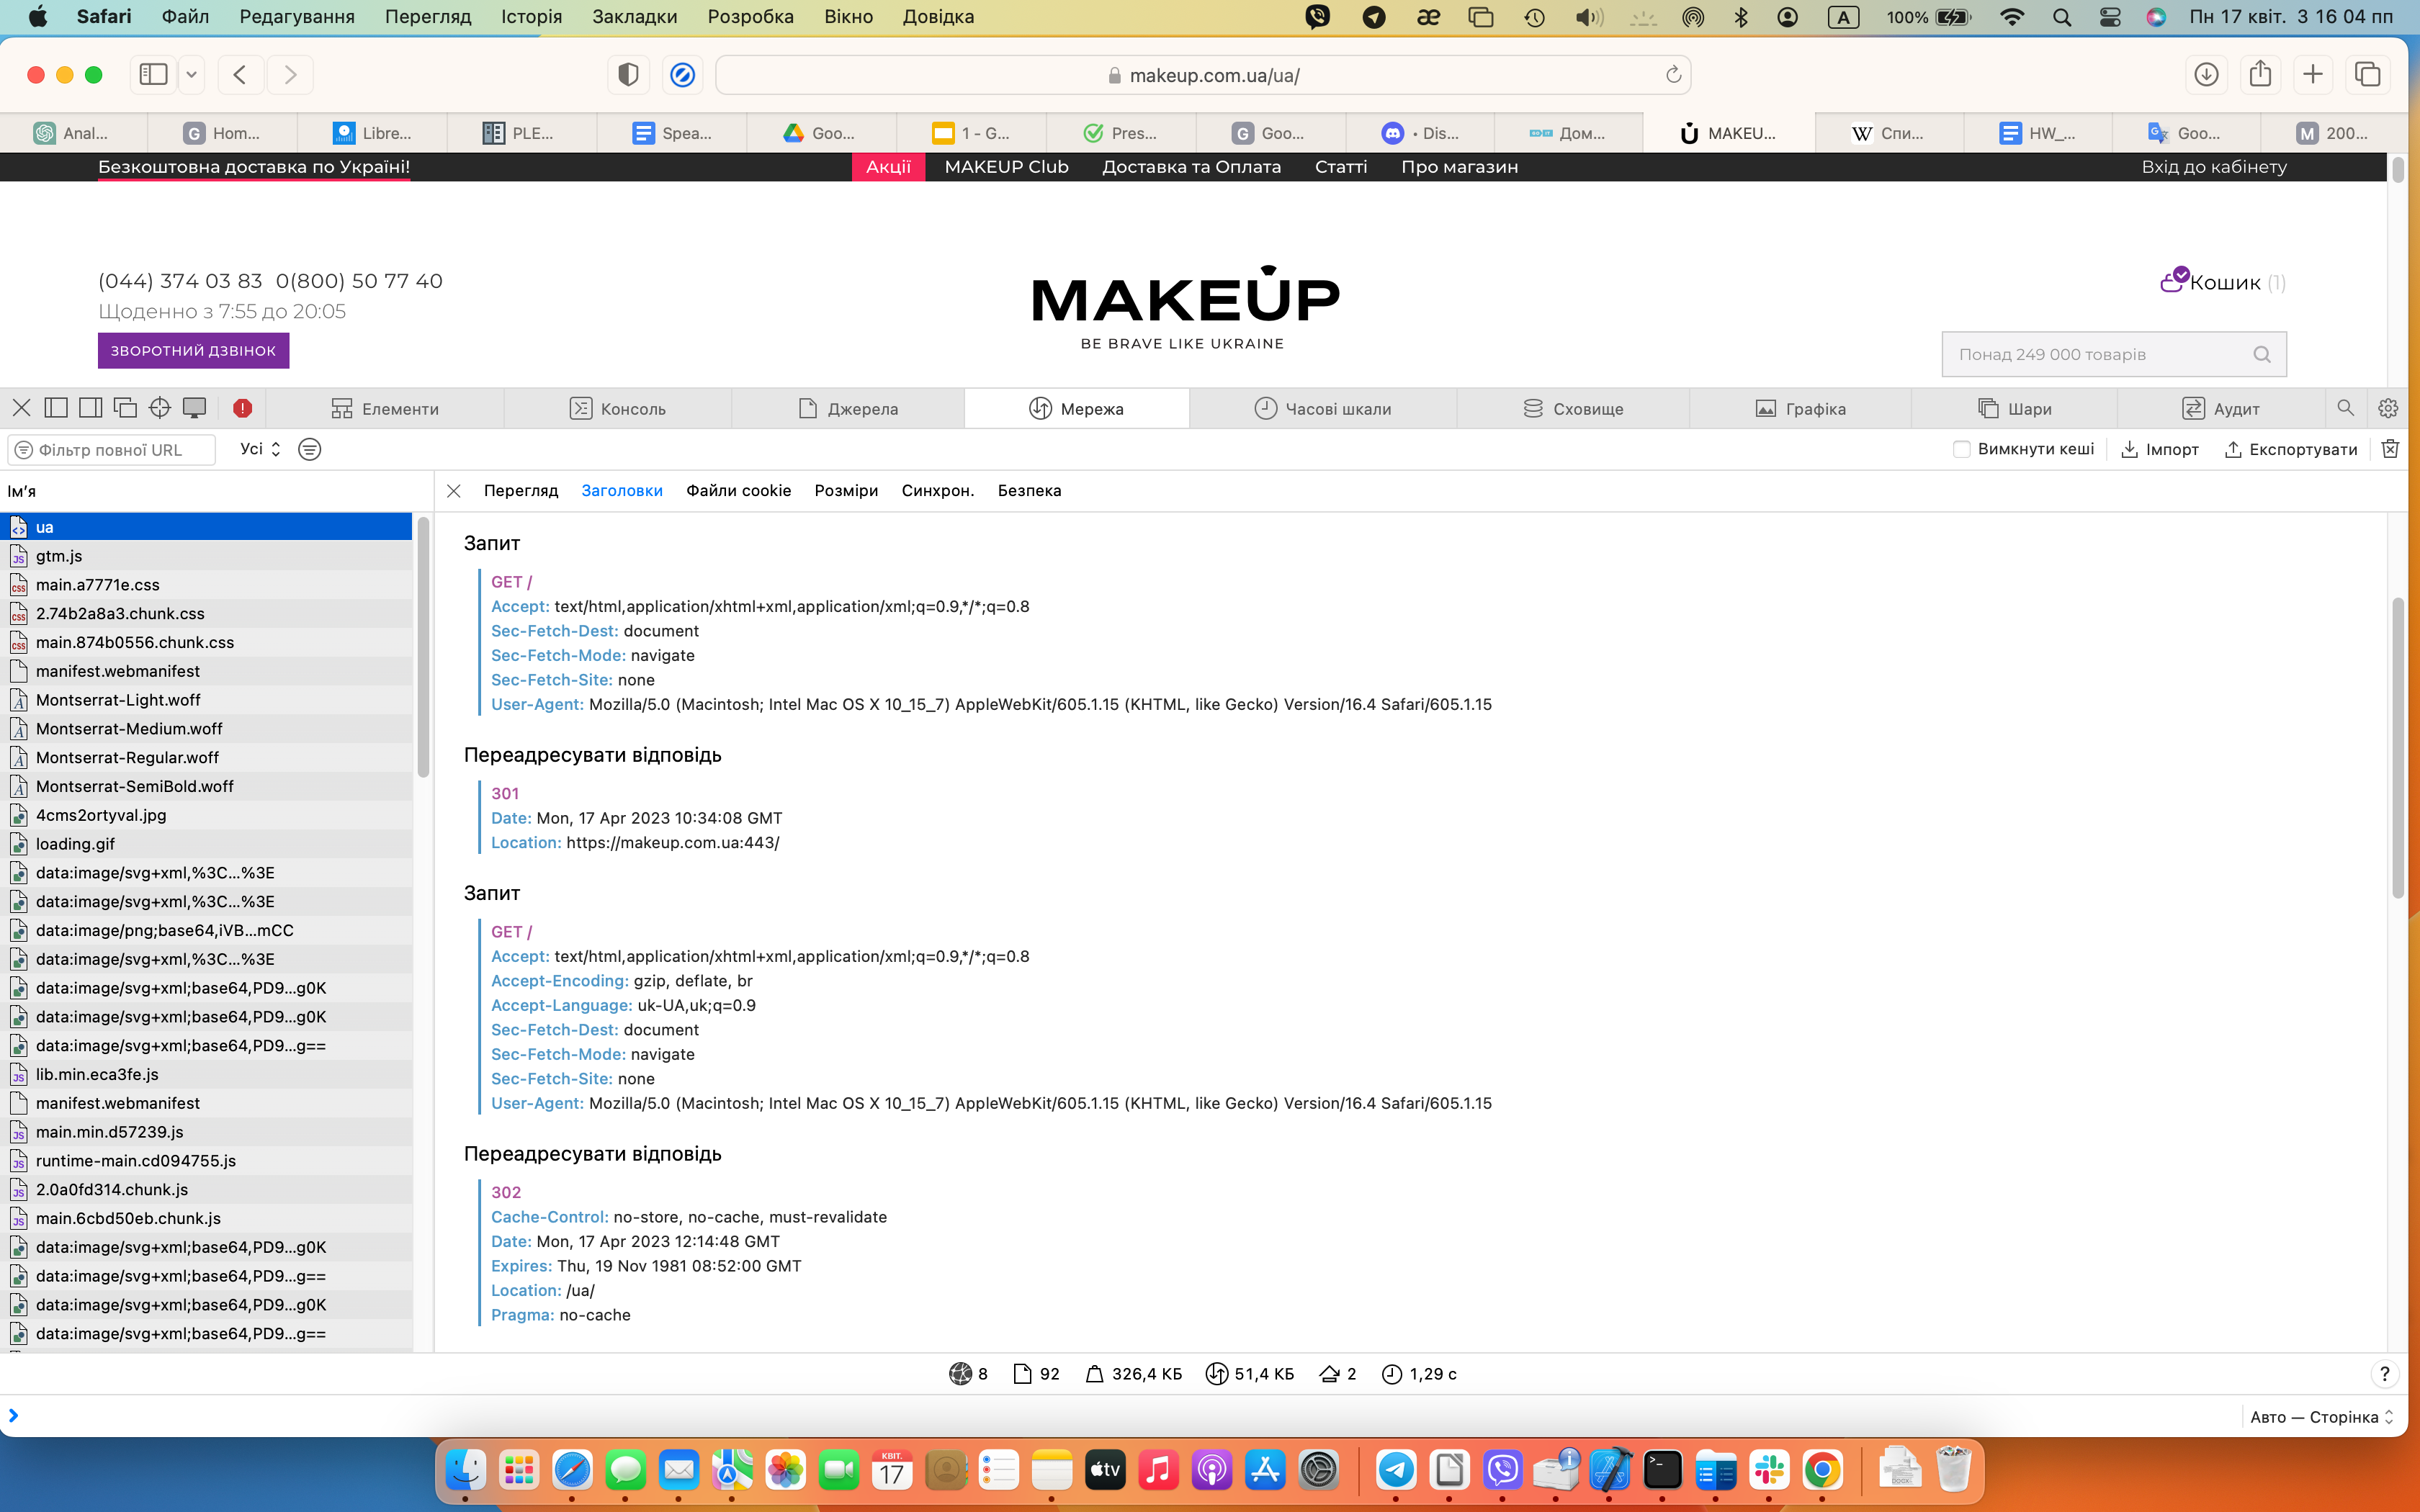 Safari Файл Редагування Перегляд Історія Закладки Розробка Вікно Довідка A 100% Пн 17 квіт. 3 16 04 пп
makeup.com.ua/ua/
Anal... G Hom... Libre... PLE... Spea... Goo... 1 - G... Pres... G Goo... • Dis... Дом... MAKEU... W Спи... HW_... Goo... M 200...
Безкоштовна доставка по Україні! Акції MAKEUP Club Доставка та Оплата Статті Про магазин Вхід до кабінету
(044) 374 03 83 0(800) 50 77 40
Щоденно з 7:55 до 20:05
ЗВОРОТНИЙ ДЗВІНОК
MAKEUP
BE BRAVE LIKE UKRAINE
Кошик (1)
Понад 249 000 товарів
Елементи Консоль Джерела Мережа Часові шкали Сховище Графіка Шари Аудит
Фільтр повної URL Усі Вимкнути кеші Імпорт Експортувати
Ім'я
Перегляд Заголовки Файли cookie Розміри Синхрон. Безпека
ua
gtm.js
main.a7771e.css
2.74b2a8a3.chunk.css
main.874b0556.chunk.css
manifest.webmanifest
Montserrat-Light.woff
Montserrat-Medium.woff
Montserrat-Regular.woff
Montserrat-SemiBold.woff
4cms2ortyval.jpg
loading.gif
data:image/svg+xml,%3C...%3E
data:image/svg+xml,%3C...%3E
data:image/png;base64,iVB...mCC
data:image/svg+xml,%3C...%3E
data:image/svg+xml;base64,PD9...g0K
data:image/svg+xml;base64,PD9...g0K
data:image/svg+xml;base64,PD9...g==
lib.min.eca3fe.js
manifest.webmanifest
main.min.d57239.js
runtime-main.cd094755.js
2.0a0fd314.chunk.js
main.6cbd50eb.chunk.js
data:image/svg+xml;base64,PD9...g0K
data:image/svg+xml;base64,PD9...g==
data:image/svg+xml;base64,PD9...g0K
data:image/svg+xml;base64,PD9...g==
Запит
GET /
Accept: text/html,application/xhtml+xml,application/xml;q=0.9,*/*;q=0.8
Sec-Fetch-Dest: document
Sec-Fetch-Mode: navigate
Sec-Fetch-Site: none
User-Agent: Mozilla/5.0 (Macintosh; Intel Mac OS X 10_15_7) AppleWebKit/605.1.15 (KHTML, like Gecko) Version/16.4 Safari/605.1.15
Переадресувати відповідь
301
Date: Mon, 17 Apr 2023 10:34:08 GMT
Location: https://makeup.com.ua:443/
Запит
GET /
Accept: text/html,application/xhtml+xml,application/xml;q=0.9,*/*;q=0.8
Accept-Encoding: gzip, deflate, br
Accept-Language: uk-UA,uk;q=0.9
Sec-Fetch-Dest: document
Sec-Fetch-Mode: navigate
Sec-Fetch-Site: none
User-Agent: Mozilla/5.0 (Macintosh; Intel Mac OS X 10_15_7) AppleWebKit/605.1.15 (KHTML, like Gecko) Version/16.4 Safari/605.1.15
Переадресувати відповідь
302
Cache-Control: no-store, no-cache, must-revalidate
Date: Mon, 17 Apr 2023 12:14:48 GMT
Expires: Thu, 19 Nov 1981 08:52:00 GMT
Location: /ua/
Pragma: no-cache
8 92 326,4 КБ 51,4 КБ 2 1,29 с ?
Авто — Сторінка
КВІТ.
17
tv
DOCX